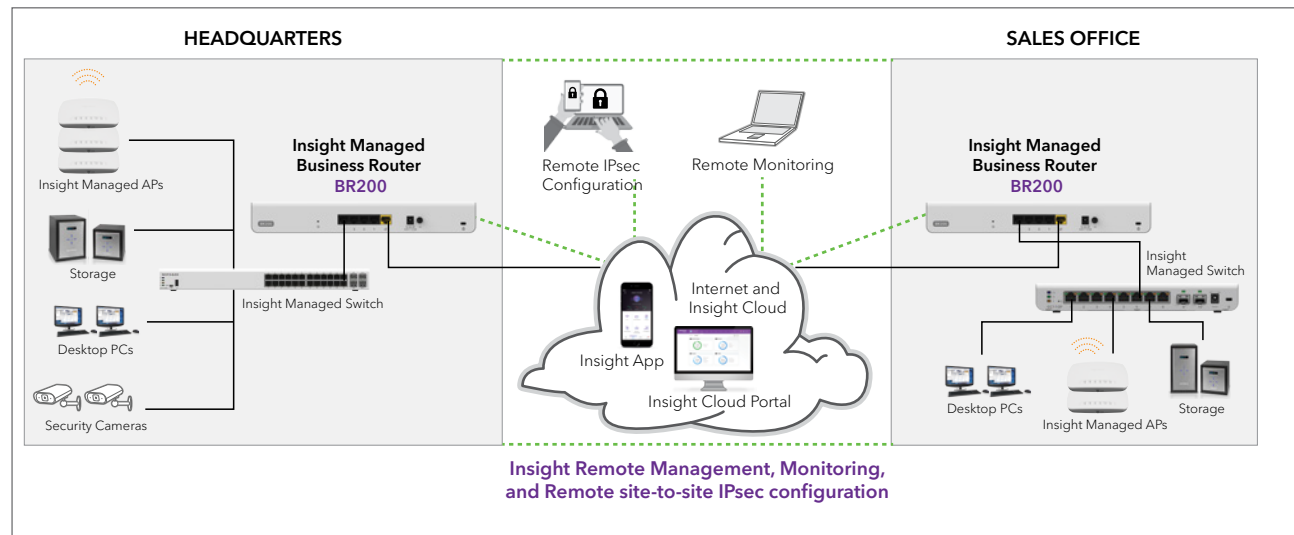 HEADQUARTERS
SALES OFFICE
Insight Managed APs
Storage
Desktop PCs
Security Cameras
Insight Managed
Business Router
BR200
Insight Managed Switch
Remote IPsec
Configuration
Remote Monitoring
Internet and
Insight Cloud
Insight App
Insight Cloud Portal
Insight Managed
Business Router
BR200
Insight
Managed Switch
Desktop PCs
Insight Managed APs
Storage
Insight Remote Management, Monitoring,
and Remote site-to-site IPsec configuration